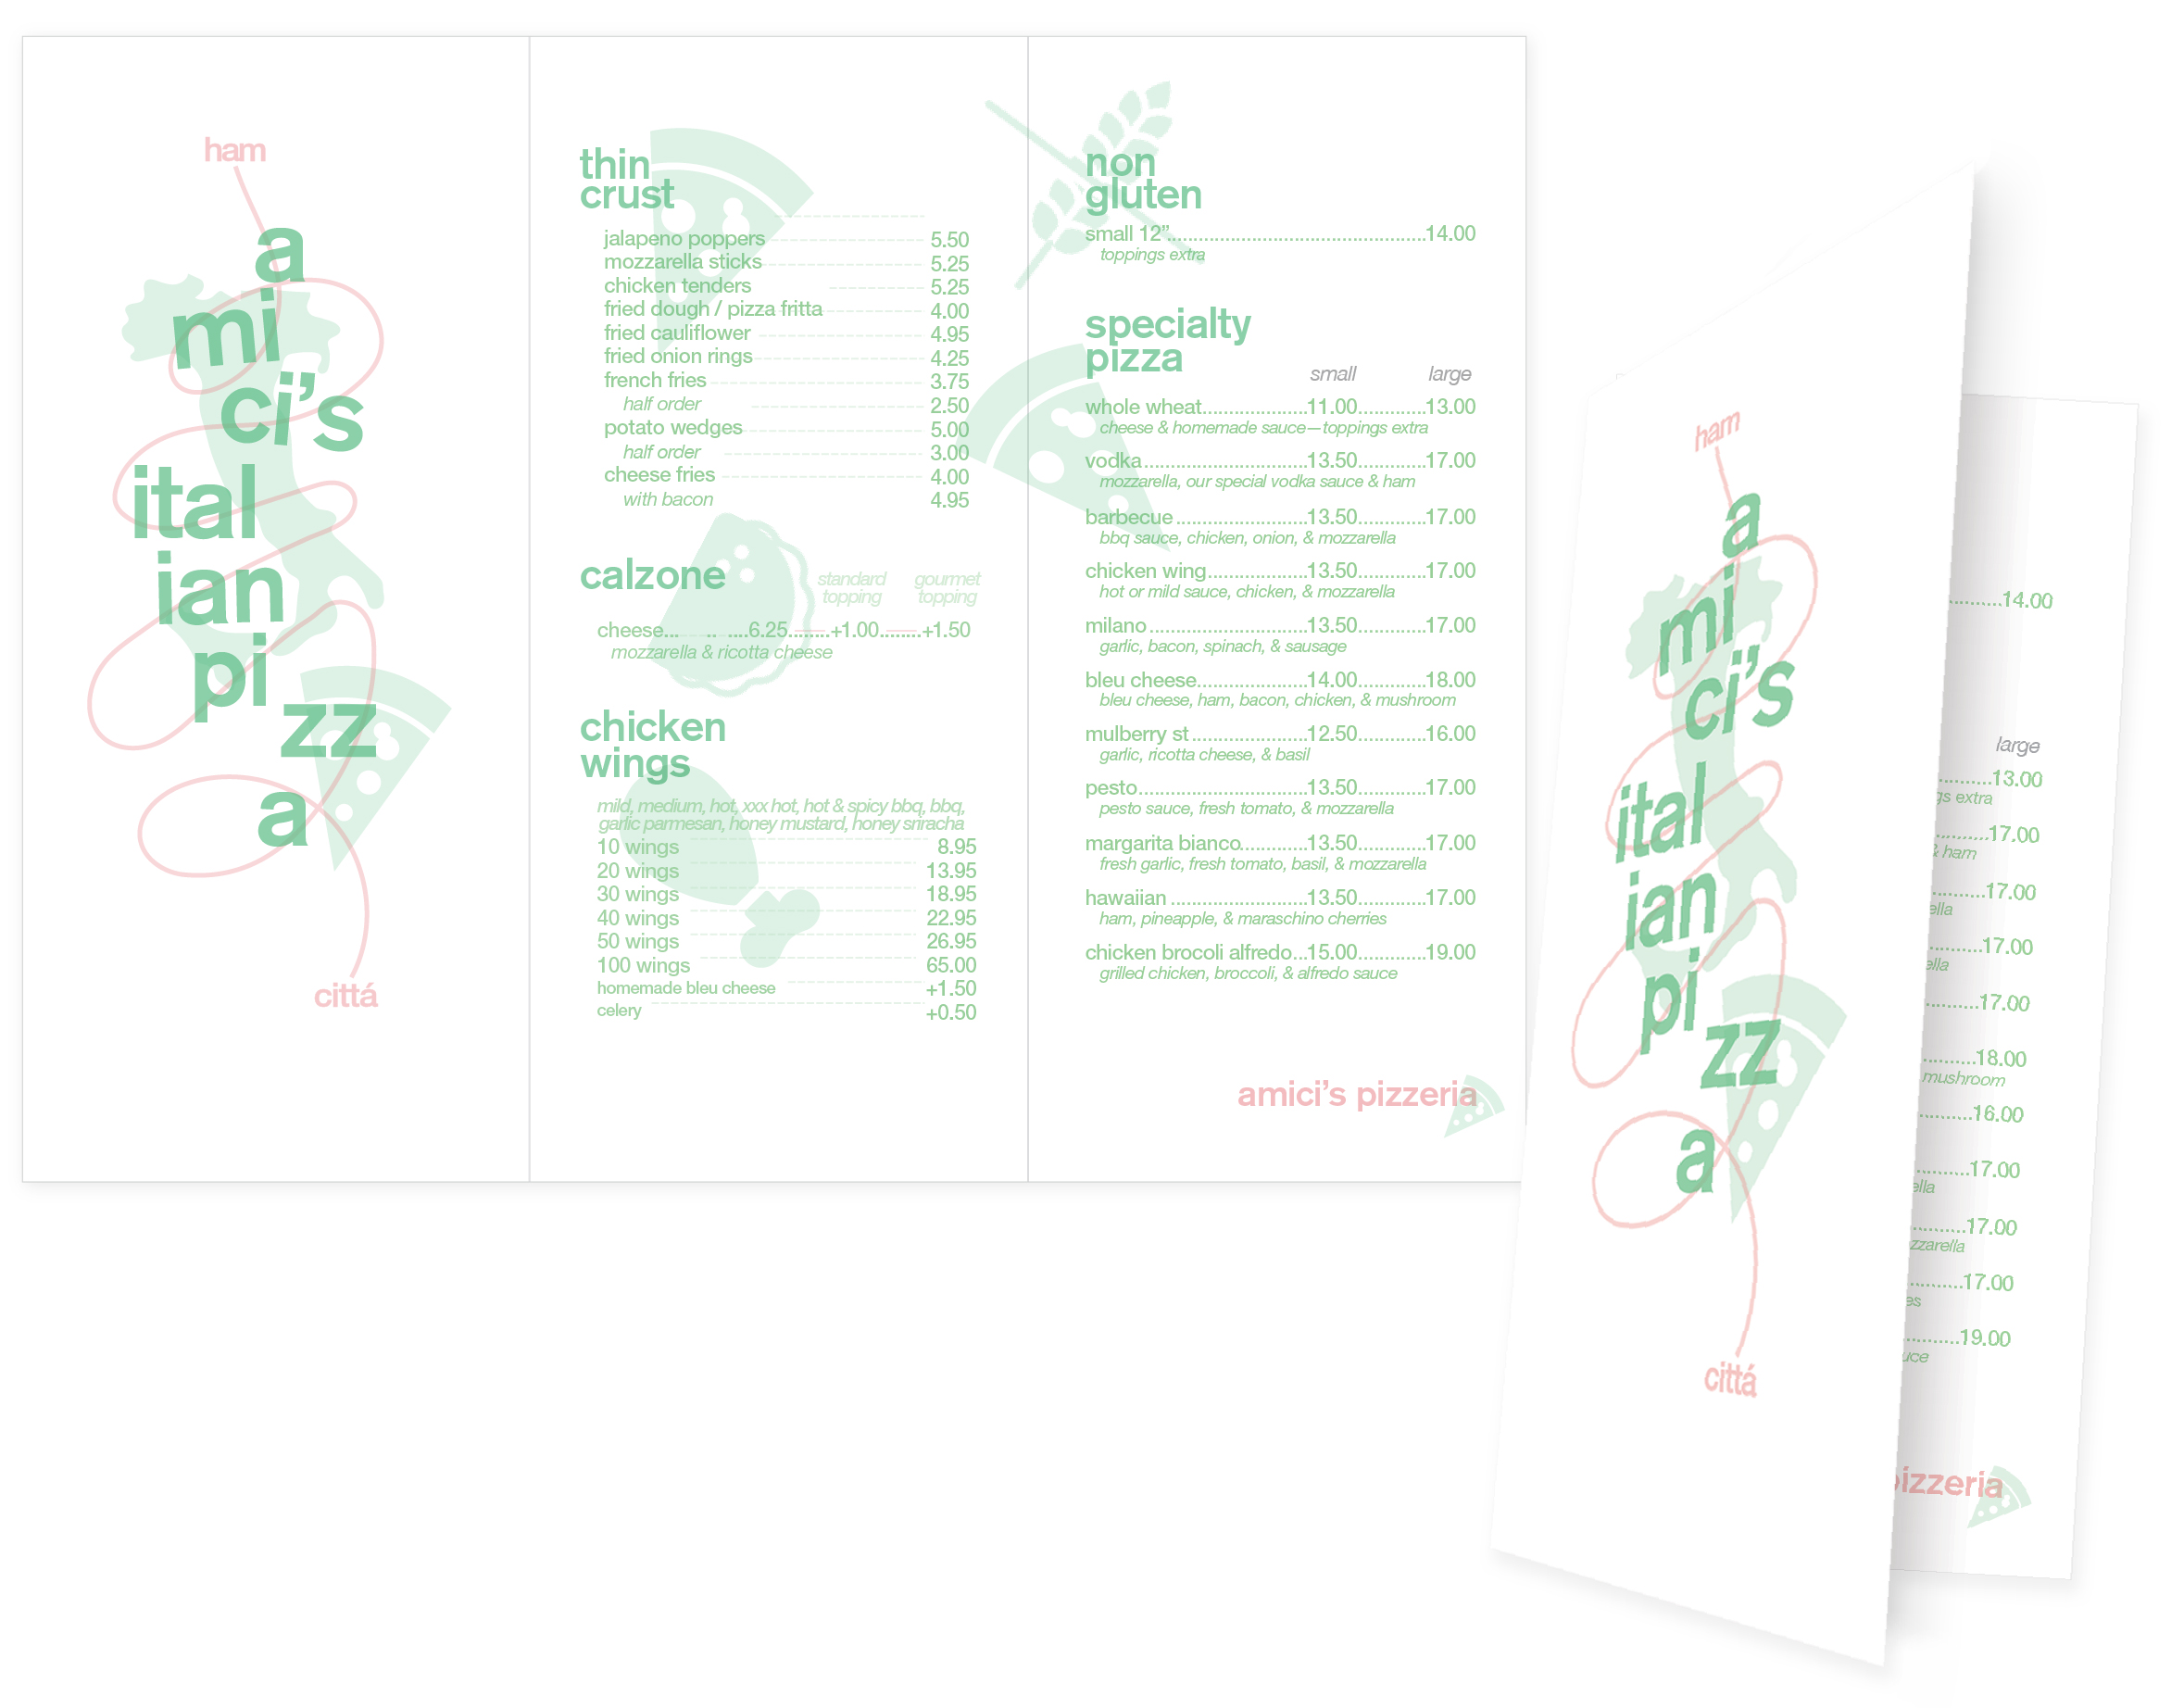 ham
a
mi
ci’s
ital
ian
pi
zz
a
cittá
thin
crust
jalapeno poppers 5.50
mozzarella sticks 5.25
chicken tenders 5.25
fried dough / pizza fritta 4.00
fried cauliflower 4.95
fried onion rings 4.25
french fries 3.75
half order 2.50
potato wedges 5.00
half order 3.00
cheese fries 4.00
with bacon 4.95
calzone
standard gourmet
topping topping
cheese... .. ....6.25........+1.00........+1.50
mozzarella & ricotta cheese
chicken
wings
mild, medium, hot, xxx hot, hot & spicy bbq, bbq,
garlic parmesan, honey mustard, honey sriracha
10 wings 8.95
20 wings 13.95
30 wings 18.95
40 wings 22.95
50 wings 26.95
100 wings 65.00
homemade bleu cheese +1.50
celery +0.50
non
gluten
small 12”..............................14.00
toppings extra
specialty
pizza
small large
whole wheat...................11.00............13.00
cheese & homemade sauce—toppings extra
vodka.............................13.50............17.00
mozzarella, our special vodka sauce & ham
barbecue.......................13.50............17.00
bbq sauce, chicken, onion, & mozzarella
chicken wing..................13.50............17.00
hot or mild sauce, chicken, & mozzarella
milano............................13.50............17.00
garlic, bacon, spinach, & sausage
bleu cheese....................14.00............18.00
bleu cheese, ham, bacon, chicken, & mushroom
mulberry st.....................12.50............16.00
garlic, ricotta cheese, & basil
pesto..............................13.50............17.00
pesto sauce, fresh tomato, & mozzarella
margarita bianco............13.50............17.00
fresh garlic, fresh tomato, basil, & mozzarella
hawaiian........................13.50............17.00
ham, pineapple, & maraschino cherries
chicken brocoli alfredo...15.00............19.00
grilled chicken, broccoli, & alfredo sauce
amici’s pizzeria
ham
a
mi
ci’s
ital
ian
pi
zz
a
cittá
..........14.00
large
..........13.00
gs extra
..........17.00
& ham
..........17.00
ella
..........17.00
ella
..........17.00
..........18.00
mushroom
..........16.00
..........17.00
ella
..........17.00
zzarella
..........17.00
es
..........19.00
uce
pizzeria